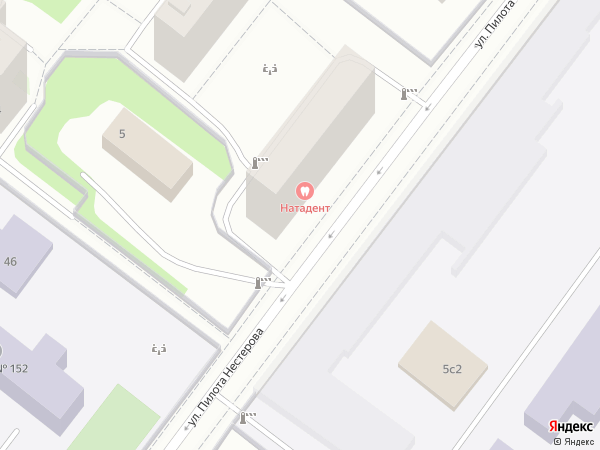 ул. Пилота
5
Натадент
46
№ 152
ул. Пилота Нестерова
5с2
Яндекс
© Яндекс